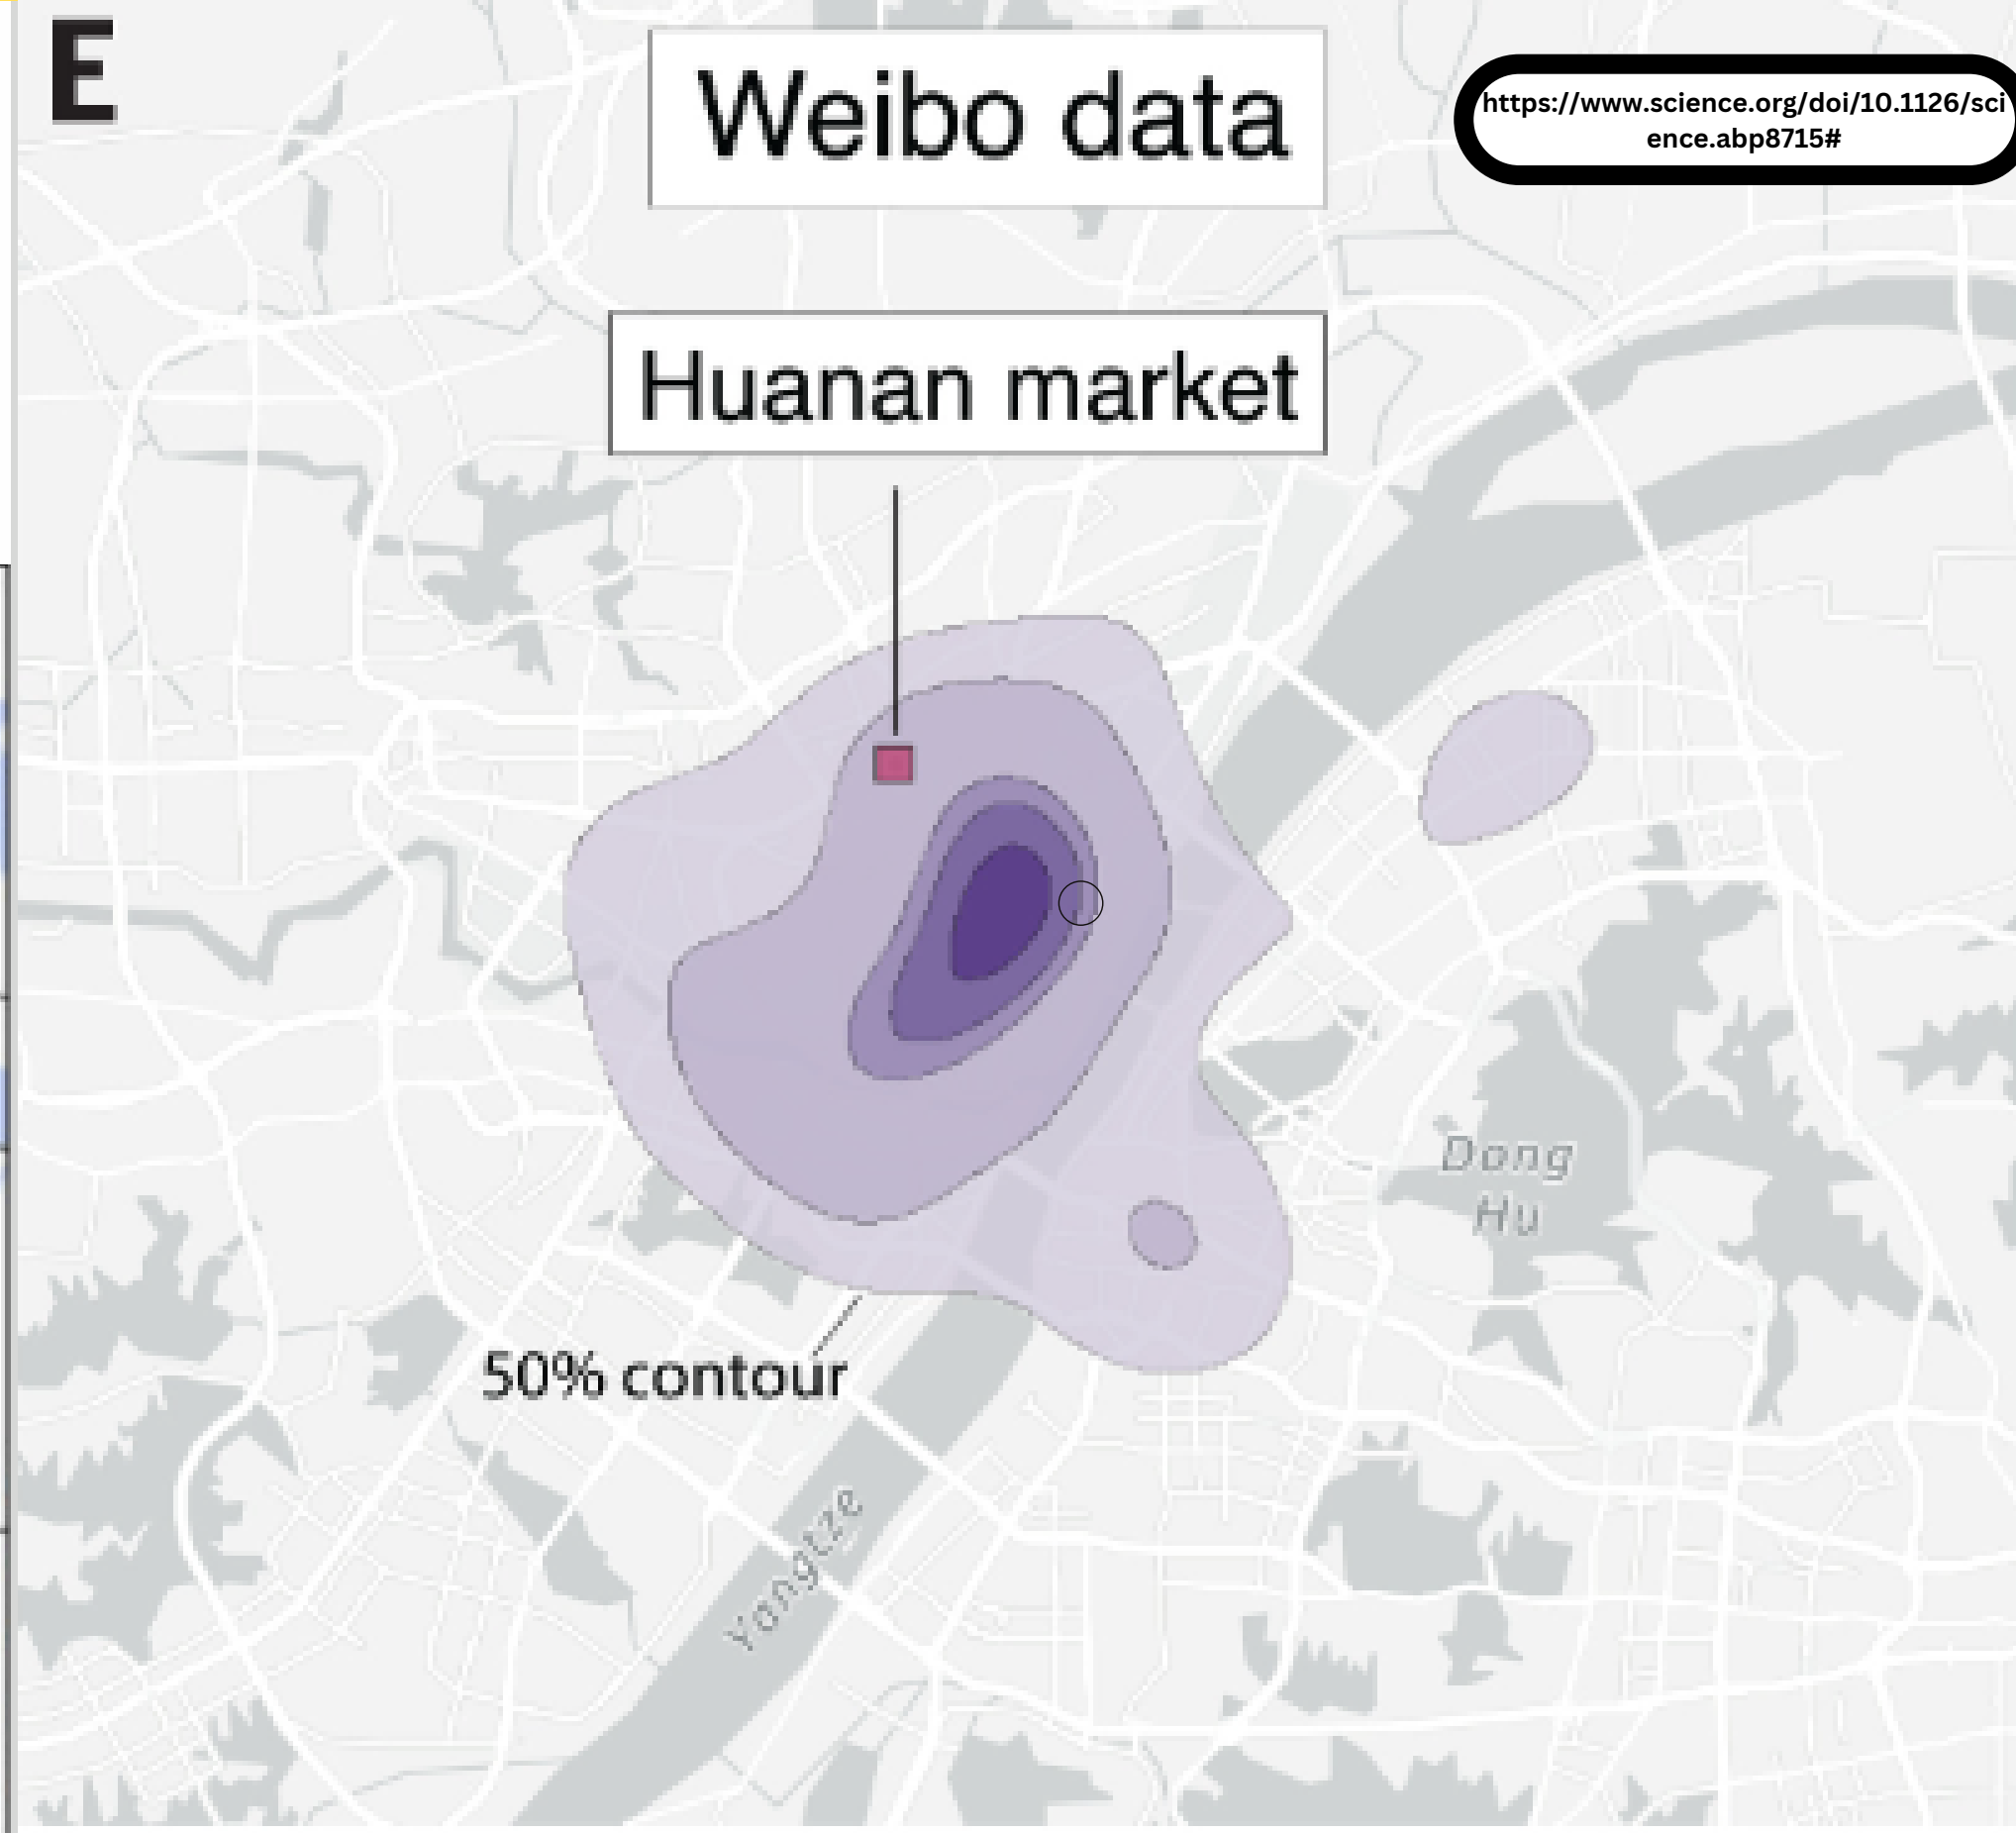 E
Weibo data
https://www.science.org/doi/10.1126/sci
ence.abp8715#
Huanan market
Dong
Hu
50% contour
Yangtze